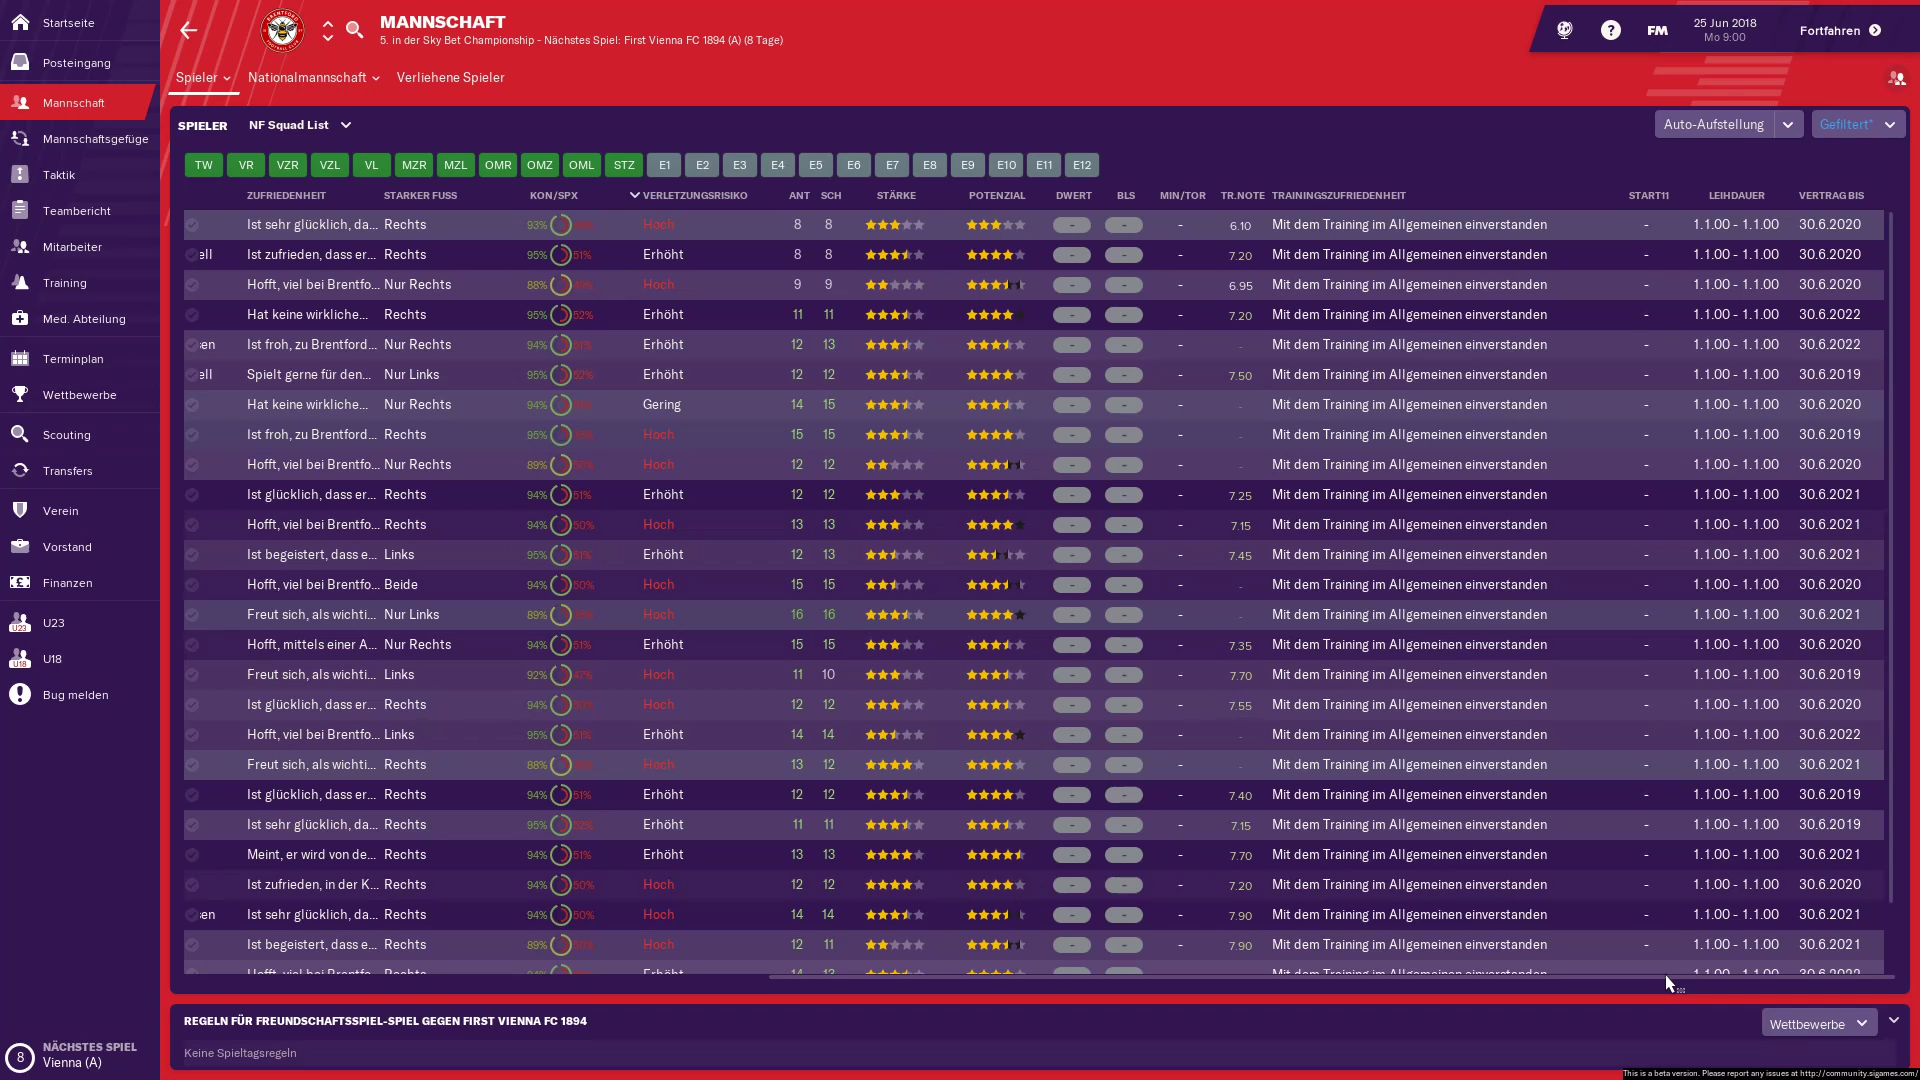 Startseite
Posteingang
Mannschaft
Mannschaftsgefüge
Taktik
Teambericht
Mitarbeiter
Training
Med. Abteilung
Terminplan
Wettbewerbe
Scouting
Transfers
Verein
Vorstand
Finanzen
U23 U23
U18 U18
Bug melden
8 NÄCHSTES SPIEL
Vienna (A)
MANNSCHAFT
5. in der Sky Bet Championship - Nächstes Spiel: First Vienna FC 1894 (A) (8 Tage)
? FM 25 Jun 2018 Fortfahren
Mo 9:00
Spieler Nationalmannschaft Verliehene Spieler
SPIELER NF Squad List Auto-Aufstellung Gefiltert*
TW VR VZR VZL VL MZR MZL OMR OMZ OML STZ E1 E2 E3 E4 E5 E6 E7 E8 E9 E10 E11 E12
ZUFRIEDENHEIT STARKER FUSS KON/SPX VERLETZUNGSRISIKO ANT SCH STÄRKE POTENZIAL DWERT BLS MIN/TOR TR.NOTE TRAININGSZUFRIEDENHEIT START11 LEIHDAUER VERTRAG BIS
Ist sehr glücklich, da... Rechts 93% Hoch 8 8 - - - 6.10 Mit dem Training im Allgemeinen einverstanden - 1.1.00 - 1.1.00 30.6.2020
ell Ist zufrieden, dass er... Rechts 95% 51% Erhöht 8 8 - - - 7.20 Mit dem Training im Allgemeinen einverstanden - 1.1.00 - 1.1.00 30.6.2020
Hofft, viel bei Brentfo... Nur Rechts 88% Hoch 9 9 - - - 6.95 Mit dem Training im Allgemeinen einverstanden - 1.1.00 - 1.1.00 30.6.2020
Hat keine wirkliche... Rechts 95% 52% Erhöht 11 11 - - - 7.20 Mit dem Training im Allgemeinen einverstanden - 1.1.00 - 1.1.00 30.6.2022
en Ist froh, zu Brentford... Nur Rechts 94% 51% Erhöht 12 13 - - - - Mit dem Training im Allgemeinen einverstanden - 1.1.00 - 1.1.00 30.6.2022
ell Spielt gerne für den... Nur Links 95% 52% Erhöht 12 12 - - - 7.50 Mit dem Training im Allgemeinen einverstanden - 1.1.00 - 1.1.00 30.6.2019
Hat keine wirkliche... Nur Rechts 94% Gering 14 15 - - - - Mit dem Training im Allgemeinen einverstanden - 1.1.00 - 1.1.00 30.6.2020
Ist froh, zu Brentford... Rechts 95% Hoch 15 15 - - - - Mit dem Training im Allgemeinen einverstanden - 1.1.00 - 1.1.00 30.6.2019
Hofft, viel bei Brentfo... Nur Rechts 89% Hoch 12 12 - - - - Mit dem Training im Allgemeinen einverstanden - 1.1.00 - 1.1.00 30.6.2020
Ist glücklich, dass er... Rechts 94% 51% Erhöht 12 12 - - - 7.25 Mit dem Training im Allgemeinen einverstanden - 1.1.00 - 1.1.00 30.6.2021
Hofft, viel bei Brentfo... Rechts 94% 50% Hoch 13 13 - - - 7.15 Mit dem Training im Allgemeinen einverstanden - 1.1.00 - 1.1.00 30.6.2021
Ist begeistert, dass e... Links 95% 51% Erhöht 12 13 - - - 7.45 Mit dem Training im Allgemeinen einverstanden - 1.1.00 - 1.1.00 30.6.2021
Hofft, viel bei Brentfo... Beide 94% 50% Hoch 15 15 - - - - Mit dem Training im Allgemeinen einverstanden - 1.1.00 - 1.1.00 30.6.2020
Freut sich, als wichti... Nur Links 89% Hoch 16 16 - - - - Mit dem Training im Allgemeinen einverstanden - 1.1.00 - 1.1.00 30.6.2021
Hofft, mittels einer A... Nur Rechts 94% 51% Erhöht 15 15 - - - 7.35 Mit dem Training im Allgemeinen einverstanden - 1.1.00 - 1.1.00 30.6.2020
Freut sich, als wichti... Links 92% 47% Hoch 11 10 - - - 7.70 Mit dem Training im Allgemeinen einverstanden - 1.1.00 - 1.1.00 30.6.2019
Ist glücklich, dass er... Rechts 94% 50% Hoch 12 12 - - - 7.55 Mit dem Training im Allgemeinen einverstanden - 1.1.00 - 1.1.00 30.6.2020
Hofft, viel bei Brentfo... Links 95% 51% Erhöht 14 14 - - - - Mit dem Training im Allgemeinen einverstanden - 1.1.00 - 1.1.00 30.6.2022
Freut sich, als wichti... Rechts 88% Hoch 13 12 - - - - Mit dem Training im Allgemeinen einverstanden - 1.1.00 - 1.1.00 30.6.2021
Ist glücklich, dass er... Rechts 94% 51% Erhöht 12 12 - - - 7.40 Mit dem Training im Allgemeinen einverstanden - 1.1.00 - 1.1.00 30.6.2019
Ist sehr glücklich, da... Rechts 95% 52% Erhöht 11 11 - - - 7.15 Mit dem Training im Allgemeinen einverstanden - 1.1.00 - 1.1.00 30.6.2019
Meint, er wird von de... Rechts 94% 51% Erhöht 13 13 - - - 7.70 Mit dem Training im Allgemeinen einverstanden - 1.1.00 - 1.1.00 30.6.2021
Ist zufrieden, in der K... Rechts 94% 50% Hoch 12 12 - - - 7.20 Mit dem Training im Allgemeinen einverstanden - 1.1.00 - 1.1.00 30.6.2020
en Ist sehr glücklich, da... Rechts 94% 50% Hoch 14 14 - - - 7.90 Mit dem Training im Allgemeinen einverstanden - 1.1.00 - 1.1.00 30.6.2021
Ist begeistert, dass e... Rechts 89% Hoch 12 11 - - - 7.90 Mit dem Training im Allgemeinen einverstanden - 1.1.00 - 1.1.00 30.6.2021
Hofft, viel bei Brentfo... Rechts 94% Erhöht 14 13 Mit dem Training im Allgemeinen einverstanden 1.1.00 - 1.1.00 30.6.2022
REGELN FÜR FREUNDSCHAFTSSPIEL-SPIEL GEGEN FIRST VIENNA FC 1894 Wettbewerbe
Keine Spieltagsregeln
This is a beta version. Please report any issues at http://community.sigames.com/